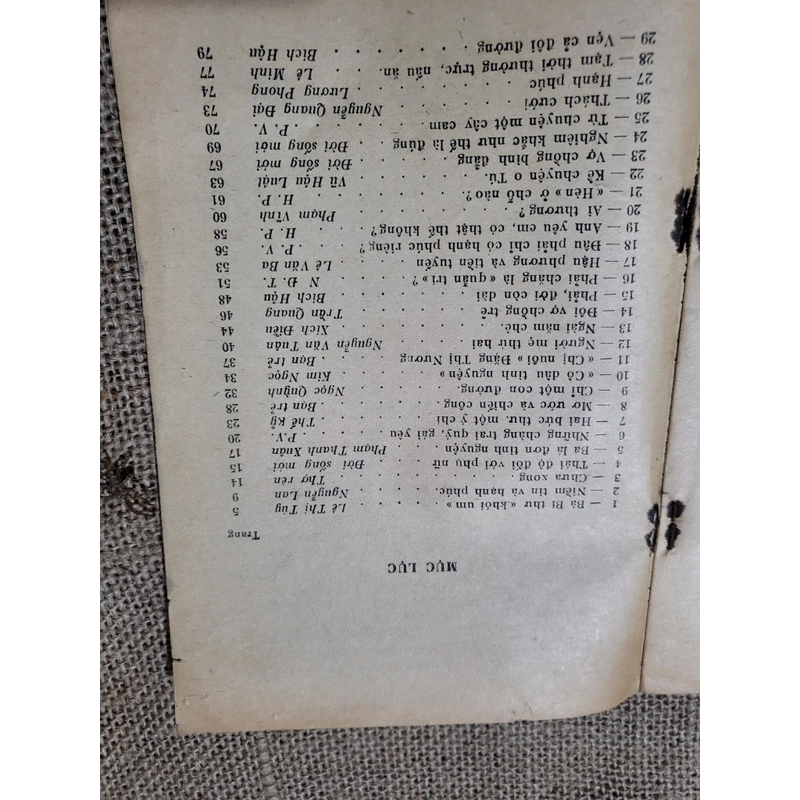 MỤC LỤC
Trang
1 — Bà Bí thư «khói um» . . . . . Lê Thị Túy 5
2 — Niềm tin và hạnh phúc. . . . . Nguyễn Lan 9
3 — Chưa xong . . . . . Thợ rèn 14
4 — Thái độ đối với phụ nữ . . . Đời sống mới 15
5 — Ba lá đơn tình nguyện . . . Phạm Thanh Xuân 17
6 — Những chàng trai quý, gái yêu . . . . P.V. 20
7 — Hai bức thư, một ý chí . . . . Thế Kỷ 23
8 — Mơ ước và chiến công . . . . . Bạn trẻ 28
9 — Chỉ một con đường. . . . . Ngọc Quỳnh 32
10 — «Cô dâu tình nguyện» . . . . Kim Ngọc 34
11 — «Chị nuôi» Đặng Thị Nương . . . Bạn trẻ 37
12 — Người mẹ thứ hai . . . . Nguyễn Văn Tuân 40
13 — Ngài nằm chê. . . . . Xích Điểu 44
14 — Đôi vợ chồng trẻ . . . . Trần Quang 46
15 — Phải, đời còn dài . . . . . Bích Hậu 48
16 — Phải chăng là «quẩn trí»? . . . . N. Đ. T. 51
17 — Hậu phương và tiền tuyến . . . Lê Văn Ba 53
18 — Đâu phải chỉ có hạnh phúc riêng? . . . P. V. 56
19 — Anh yêu em, có thật thế không? . . . H. P. 58
20 — Ai thương? . . . . . Phạm Vĩnh 60
21 — «Hèn» ở chỗ nào?. . . . . H. P. 61
22 — Kể chuyện o Tú. . . . . Vũ Hậu Luật 63
23 — Vợ chồng bình đẳng . . . Đời sống mới 67
24 — Nghiêm khắc như thế là đúng . . . Đời sống mới 69
25 — Từ chuyện một cây cam . . . . . P. V. 70
26 — Thách cưới . . . . Nguyễn Quang Đại 73
27 — Hạnh phúc . . . . . Lương Phong 74
28 — Tạm thời thường trực, nấu ăn. . . . Lê Minh 77
29 — Vẹn cả đôi đường . . . . . Bích Hậu 79